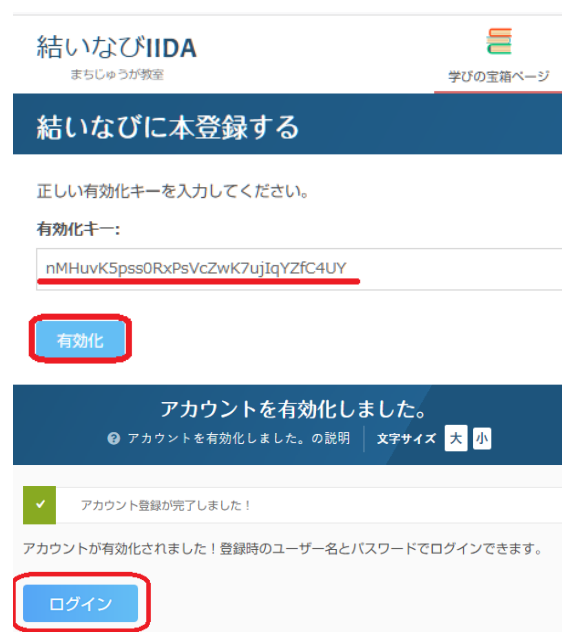 結いなびIIDA
まちじゅうが教室
学びの宝箱ページ
結いなびに本登録する
正しい有効化キーを入力してください。
有効化キー:
nMHuvK5pss0RxPsVcZwK7ujIqYZfC4UY
有効化
アカウントを有効化しました。
? アカウントを有効化しました。の説明 文字サイズ 大 小
アカウント登録が完了しました!
アカウントが有効化されました!登録時のユーザー名とパスワードでログインできます。
ログイン